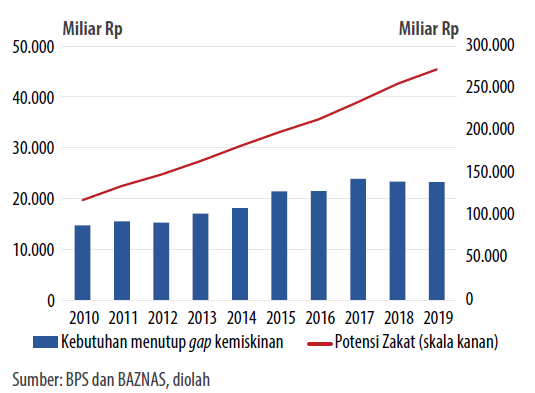 Miliar Rp
Miliar Rp
50.000
40.000
30.000
20.000
10.000
0
300.000
250.000
200.000
150.000
100.000
50.000
0
2010 2011 2012 2013 2014 2015 2016 2017 2018 2019
Kebutuhan menutup gap kemiskinan
Potensi Zakat (skala kanan)
Sumber: BPS dan BAZNAS, diolah